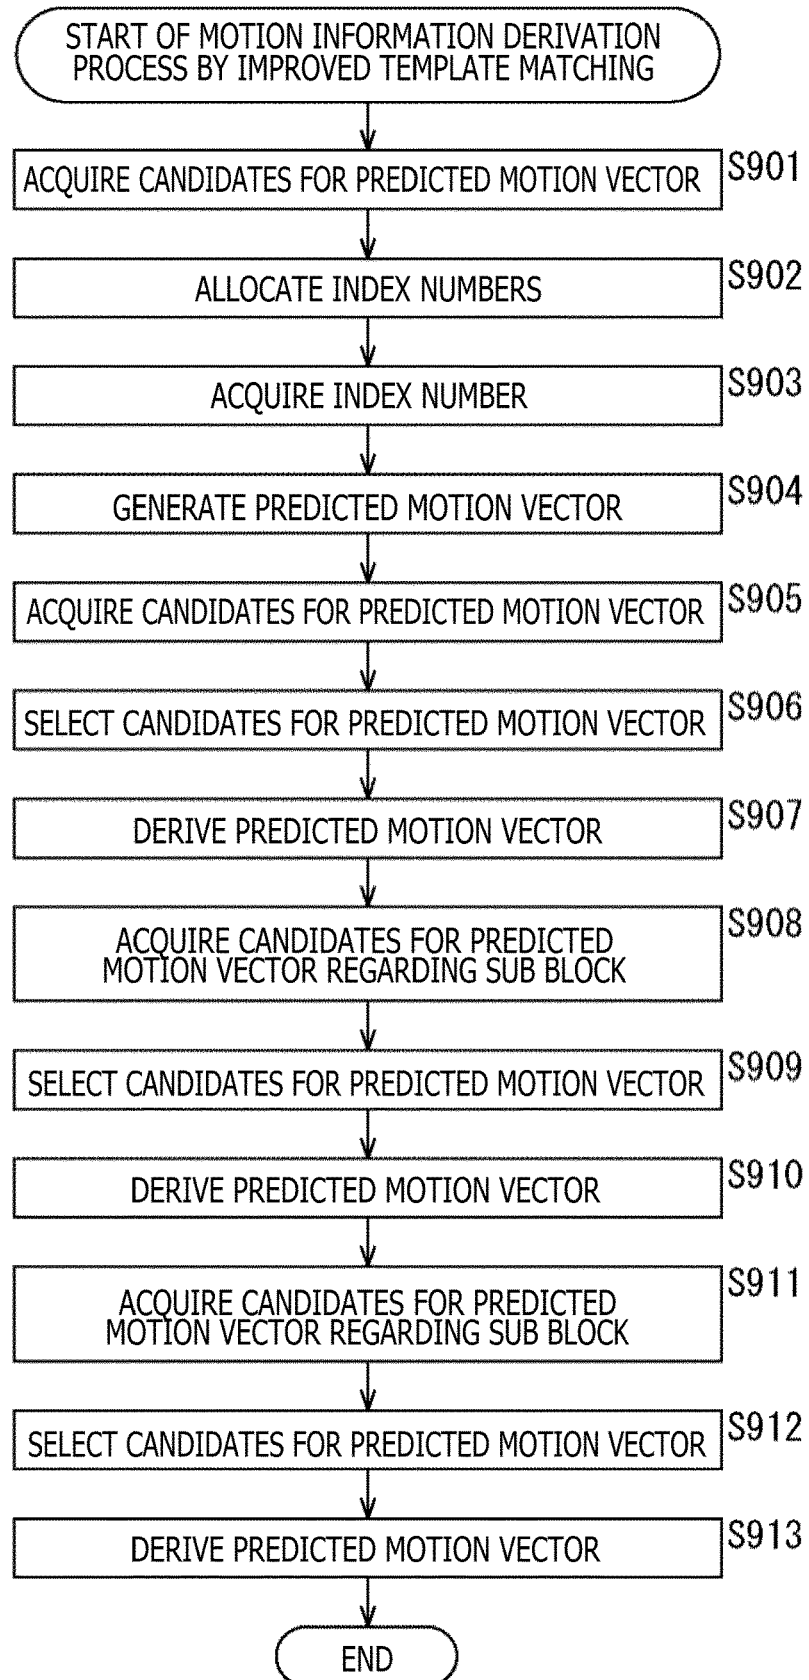 START OF MOTION INFORMATION DERIVATION
PROCESS BY IMPROVED TEMPLATE MATCHING
ACQUIRE CANDIDATES FOR PREDICTED MOTION VECTOR
S901
ALLOCATE INDEX NUMBERS
S902
ACQUIRE INDEX NUMBER
S903
GENERATE PREDICTED MOTION VECTOR
S904
ACQUIRE CANDIDATES FOR PREDICTED MOTION VECTOR
S905
SELECT CANDIDATES FOR PREDICTED MOTION VECTOR
S906
DERIVE PREDICTED MOTION VECTOR
S907
ACQUIRE CANDIDATES FOR PREDICTED
MOTION VECTOR REGARDING SUB BLOCK
S908
SELECT CANDIDATES FOR PREDICTED MOTION VECTOR
S909
DERIVE PREDICTED MOTION VECTOR
S910
ACQUIRE CANDIDATES FOR PREDICTED
MOTION VECTOR REGARDING SUB BLOCK
S911
SELECT CANDIDATES FOR PREDICTED MOTION VECTOR
S912
DERIVE PREDICTED MOTION VECTOR
S913
END